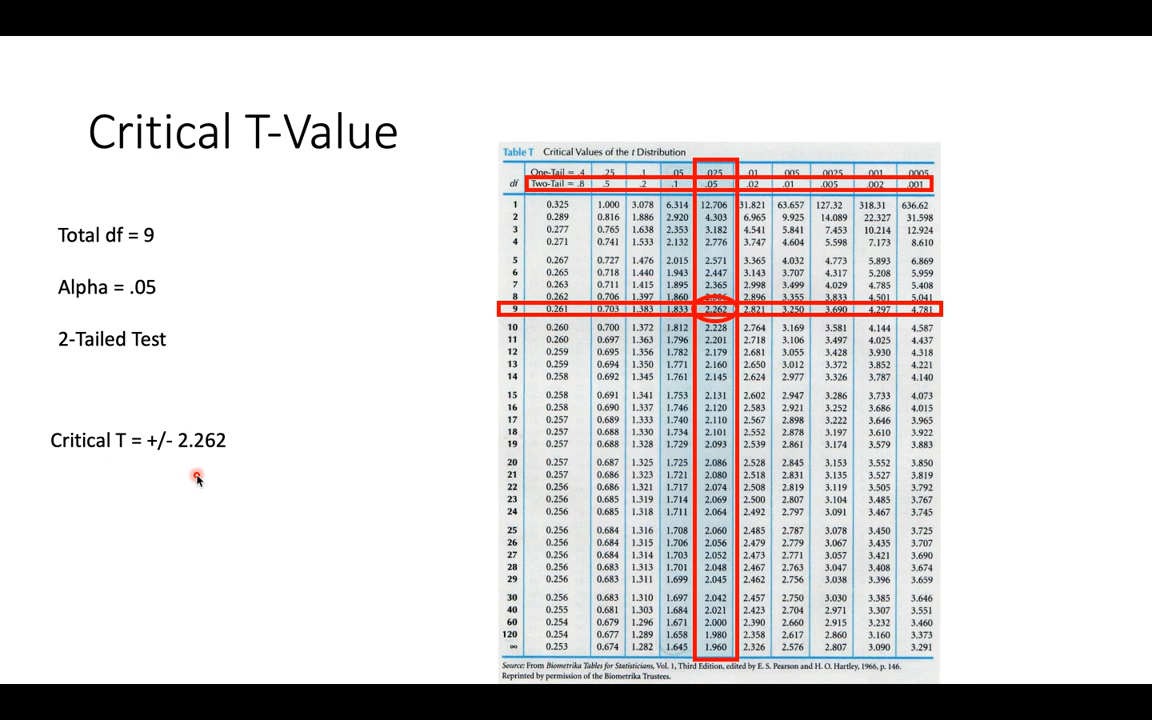 Critical T-Value
Total df = 9
Alpha = .05
2-Tailed Test
Critical T = +/- 2.262
Table T Critical Values of the t Distribution
One-Tail = .4 .25 .1 .05 .025 .01 .005 .0025 .001 .0005
df Two-Tail = .8 .5 .2 .1 .05 .02 .01 .005 .002 .001
1 0.325 1.000 3.078 6.314 12.706 31.821 63.657 127.32 318.31 636.62
2 0.289 0.816 1.886 2.920 4.303 6.965 9.925 14.089 22.327 31.598
3 0.277 0.765 1.638 2.353 3.182 4.541 5.841 7.453 10.214 12.924
4 0.271 0.741 1.533 2.132 2.776 3.747 4.604 5.598 7.173 8.610
5 0.267 0.727 1.476 2.015 2.571 3.365 4.032 4.773 5.893 6.869
6 0.265 0.718 1.440 1.943 2.447 3.143 3.707 4.317 5.208 5.959
7 0.263 0.711 1.415 1.895 2.365 2.998 3.499 4.029 4.785 5.408
8 0.262 0.706 1.397 1.860 2.896 3.355 3.833 4.501 5.041
9 0.261 0.703 1.383 1.833 2.262 2.821 3.250 3.690 4.297 4.781
10 0.260 0.700 1.372 1.812 2.228 2.764 3.169 3.581 4.144 4.587
11 0.260 0.697 1.363 1.796 2.201 2.718 3.106 3.497 4.025 4.437
12 0.259 0.695 1.356 1.782 2.179 2.681 3.055 3.428 3.930 4.318
13 0.259 0.694 1.350 1.771 2.160 2.650 3.012 3.372 3.852 4.221
14 0.258 0.692 1.345 1.761 2.145 2.624 2.977 3.326 3.787 4.140
15 0.258 0.691 1.341 1.753 2.131 2.602 2.947 3.286 3.733 4.073
16 0.258 0.690 1.337 1.746 2.120 2.583 2.921 3.252 3.686 4.015
17 0.257 0.689 1.333 1.740 2.110 2.567 2.898 3.222 3.646 3.965
18 0.257 0.688 1.330 1.734 2.101 2.552 2.878 3.197 3.610 3.922
19 0.257 0.688 1.328 1.729 2.093 2.539 2.861 3.174 3.579 3.883
20 0.257 0.687 1.325 1.725 2.086 2.528 2.845 3.153 3.552 3.850
21 0.257 0.686 1.323 1.721 2.080 2.518 2.831 3.135 3.527 3.819
22 0.256 0.686 1.321 1.717 2.074 2.508 2.819 3.119 3.505 3.792
23 0.256 0.685 1.319 1.714 2.069 2.500 2.807 3.104 3.485 3.767
24 0.256 0.685 1.318 1.711 2.064 2.492 2.797 3.091 3.467 3.745
25 0.256 0.684 1.316 1.708 2.060 2.485 2.787 3.078 3.450 3.725
26 0.256 0.684 1.315 1.706 2.056 2.479 2.779 3.067 3.435 3.707
27 0.256 0.684 1.314 1.703 2.052 2.473 2.771 3.057 3.421 3.690
28 0.256 0.683 1.313 1.701 2.048 2.467 2.763 3.047 3.408 3.674
29 0.256 0.683 1.311 1.699 2.045 2.462 2.756 3.038 3.396 3.659
30 0.256 0.683 1.310 1.697 2.042 2.457 2.750 3.030 3.385 3.646
40 0.255 0.681 1.303 1.684 2.021 2.423 2.704 2.971 3.307 3.551
60 0.254 0.679 1.296 1.671 2.000 2.390 2.660 2.915 3.232 3.460
120 0.254 0.677 1.289 1.658 1.980 2.358 2.617 2.860 3.160 3.373
∞ 0.253 0.674 1.282 1.645 1.960 2.326 2.576 2.807 3.090 3.291
Source: From Biometrika Tables for Statisticians, Vol. 1, Third Edition, edited by E. S. Pearson and H. O. Hartley, 1966, p. 146.
Reprinted by permission of the Biometrika Trustees.